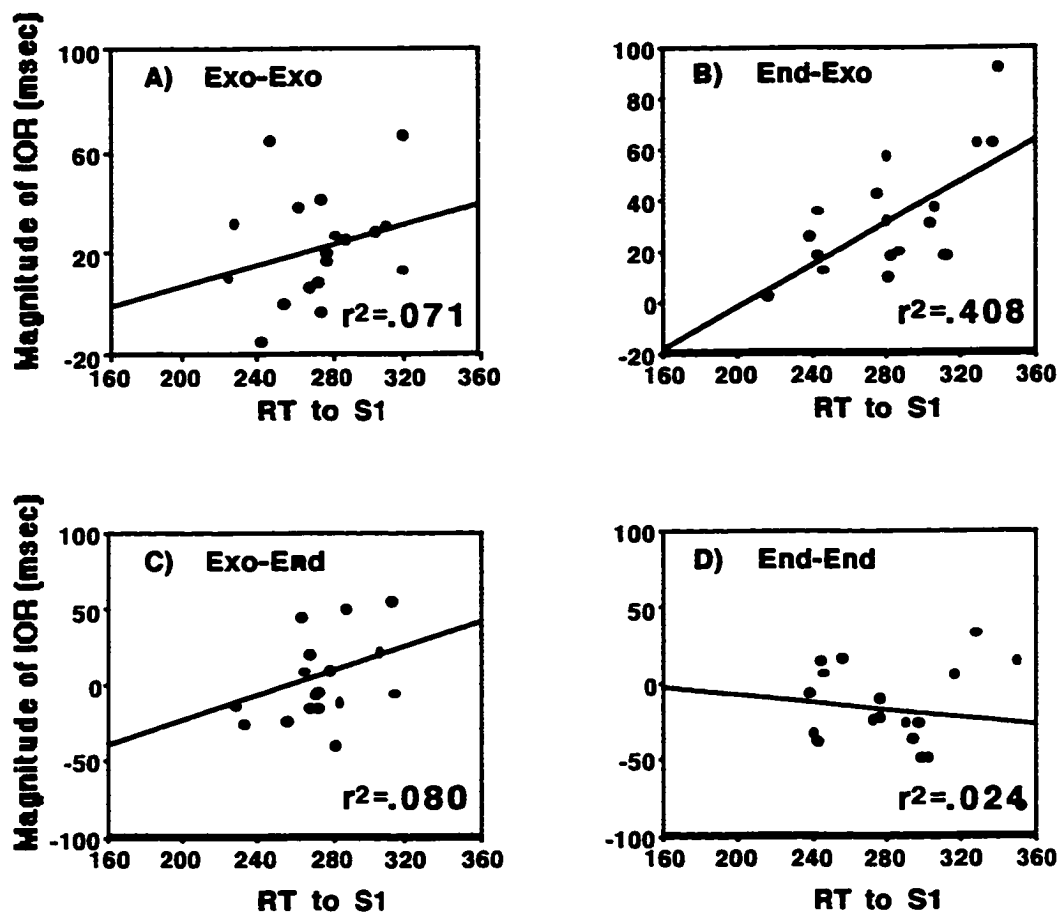 Magnitude of IOR (msec)
100
60
20
-20
A) Exo-Exo
r2=.071
160 200 240 280 320 360
RT to S1
100
80
60
40
20
0
-20
B) End-Exo
r2=.408
160 200 240 280 320 360
RT to S1
Magnitude of IOR (msec)
100
50
0
-50
-100
C) Exo-End
r2=.080
160 200 240 280 320 360
RT to S1
100
50
0
-50
-100
D) End-End
r2=.024
160 200 240 280 320 360
RT to S1